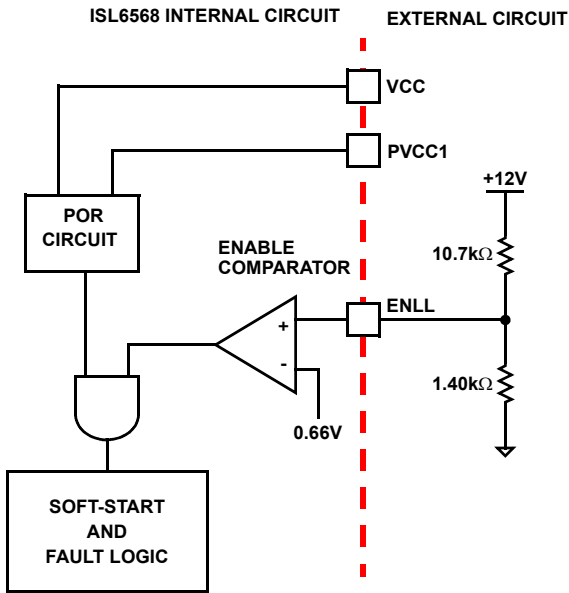 ISL6568 INTERNAL CIRCUIT
EXTERNAL CIRCUIT
VCC
PVCC1
+12V
POR
CIRCUIT
10.7kΩ
ENABLE
COMPARATOR
ENLL
+
-
1.40kΩ
0.66V
SOFT-START
AND
FAULT LOGIC